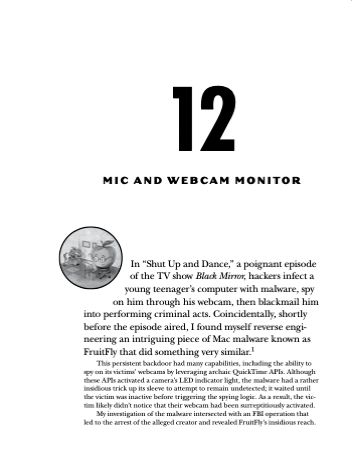 12
MIC AND WEBCAM MONITOR
In “Shut Up and Dance,” a poignant episode
of the TV show Black Mirror, hackers infect a
young teenager’s computer with malware, spy
on him through his webcam, then blackmail him
into performing criminal acts. Coincidentally, shortly
before the episode aired, I found myself reverse engi-
neering an intriguing piece of Mac malware known as
FruitFly that did something very similar.1
This persistent backdoor had many capabilities, including the ability to
spy on its victims’ webcams by leveraging archaic QuickTime APIs. Although
these APIs activated a camera’s LED indicator light, the malware had a rather
insidious trick up its sleeve to attempt to remain undetected; it waited until
the victim was inactive before triggering the spying logic. As a result, the vic-
tim likely didn’t notice that their webcam had been surreptitiously activated.
My investigation of the malware intersected with an FBI operation that
led to the arrest of the alleged creator and revealed FruitFly’s insidious reach.